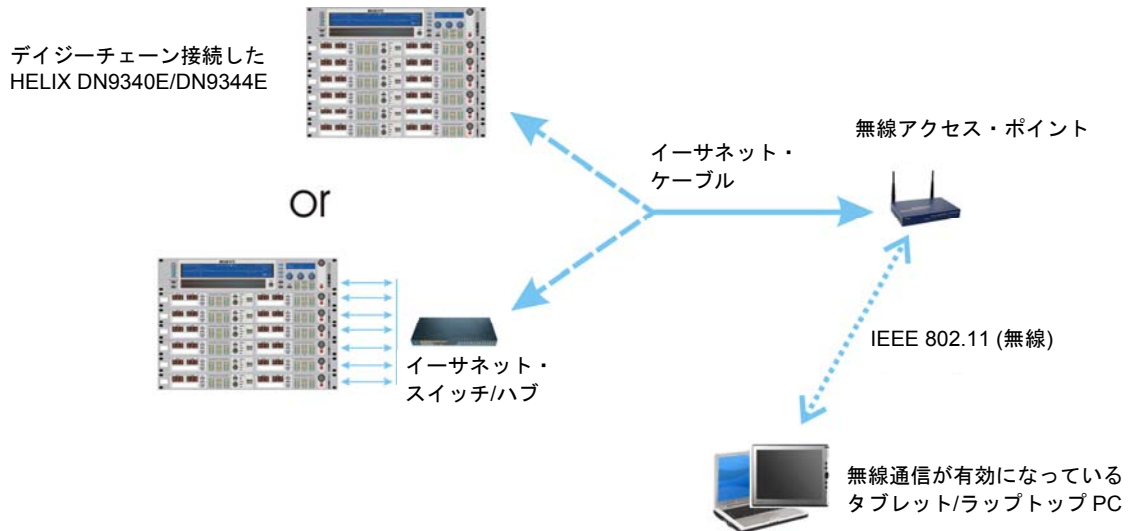 デイジーチェーン接続した
HELIX DN9340E/DN9344E
無線アクセス・ポイント
イーサネット・
ケーブル
or
IEEE 802.11 (無線)
イーサネット・
スイッチ/ハブ
無線通信が有効になっている
タブレット/ラップトップ PC